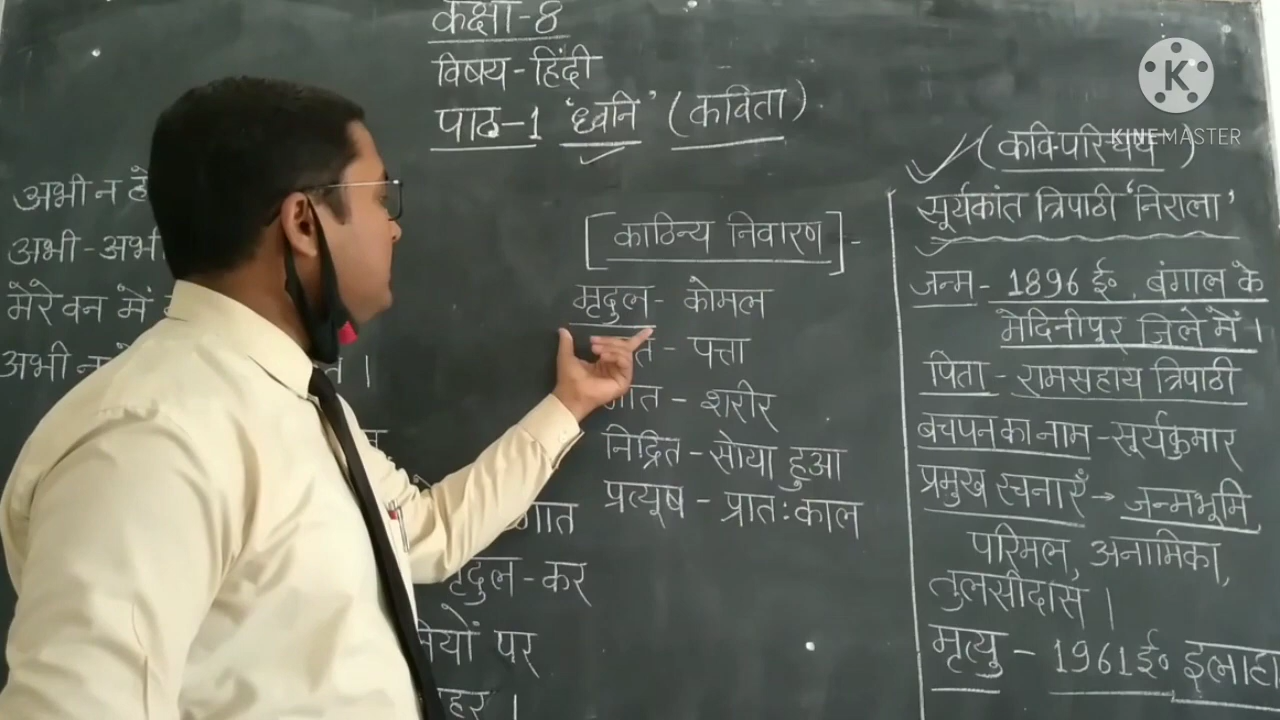 कक्षा-8
विषय-हिंदी
पाठ-1 'ध्वनि' (कविता)
KINEMASTER
अभी न
अभी-अभी
मेरे वन में
अभी न
[काठिन्य निवारण]-
मृदुल- कोमल
- पत्ता
गात - शरीर
निद्रित- सोया हुआ
प्रत्यूष - प्रातःकाल
मृदुल-कर
पर
(कवि-परिचय)
सूर्यकांत त्रिपाठी 'निराला'
जन्म - 1896 ई॰ बंगाल के
मेदिनीपुर जिले में।
पिता - रामसहाय त्रिपाठी
बचपन का नाम -सूर्यकुमार
प्रमुख रचनाएँ → जन्मभूमि
परिमल, अनामिका,
तुलसीदास।
मृत्यु - 1961ई॰